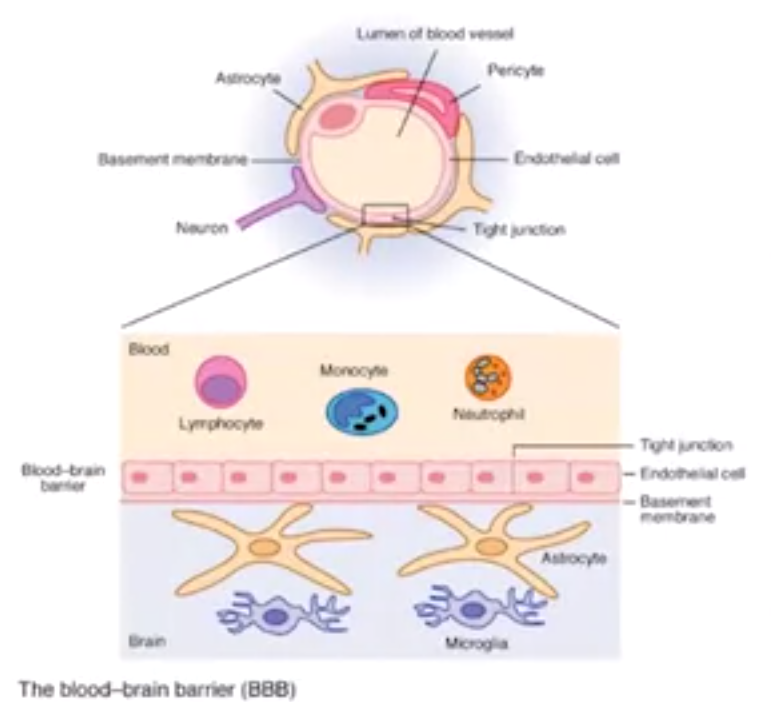 Lumen of blood vessel
Astrocyte
Pericyte
Basement membrane
Endothelial cell
Neuron
Tight junction
Blood
Monocyte
Lymphocyte
Neutrophil
Tight junction
Blood–brain
barrier
Endothelial cell
Basement
membrane
Astrocyte
Brain
Microglia
The blood–brain barrier (BBB)